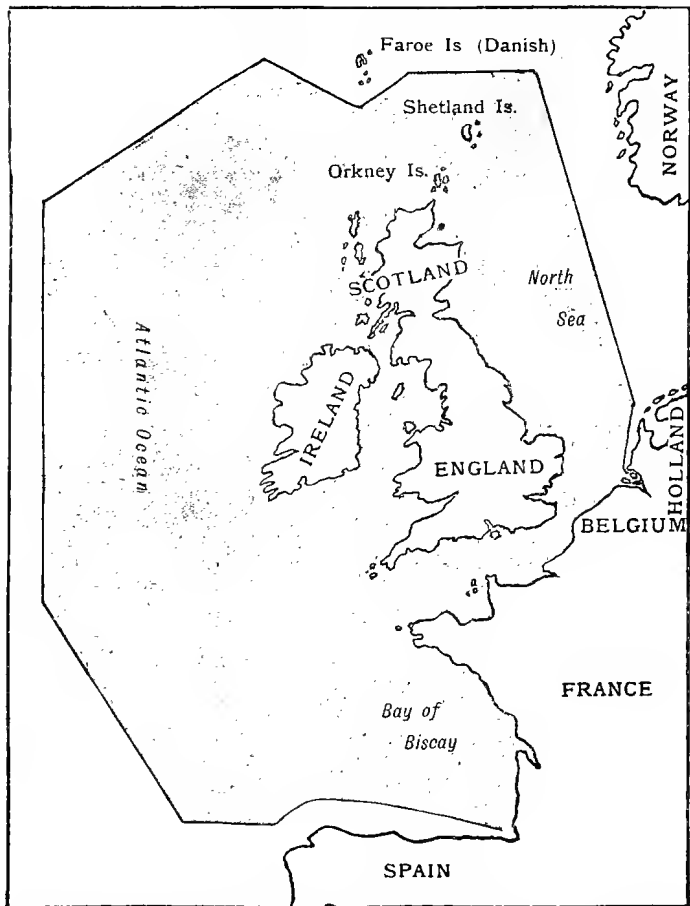 Faroe Is (Danish)
Shetland Is.
NORWAY
Orkney Is.
SCOTLAND
North
Sea
Atlantic Ocean
IRELAND
HOLLAND
ENGLAND
BELGIUM
FRANCE
Bay of
Biscay
SPAIN